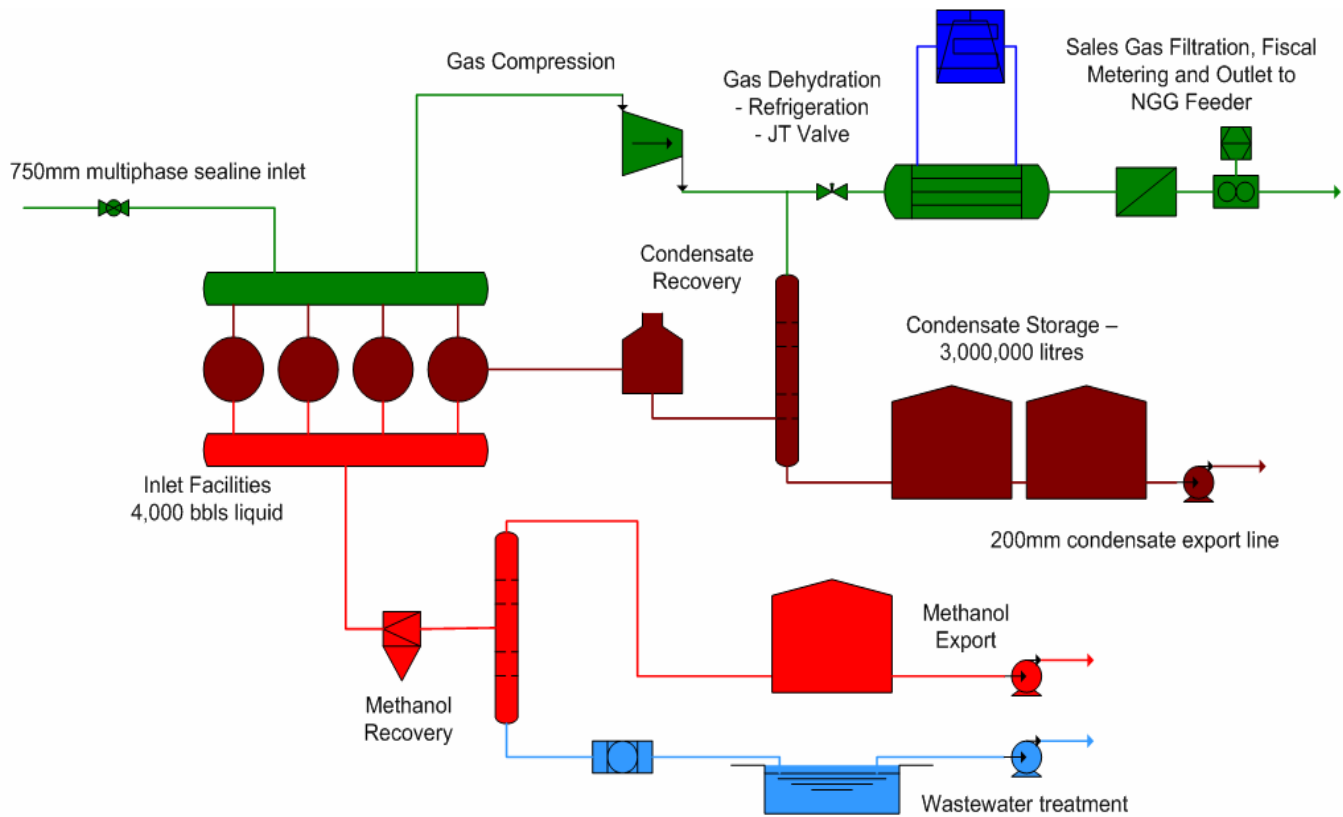 Gas Compression
Gas Dehydration
- Refrigeration
- JT Valve
Sales Gas Filtration, Fiscal
Metering and Outlet to
NGG Feeder
750mm multiphase sealine inlet
Condensate
Recovery
Condensate Storage –
3,000,000 litres
Inlet Facilities
4,000 bbls liquid
200mm condensate export line
Methanol
Export
Methanol
Recovery
Wastewater treatment